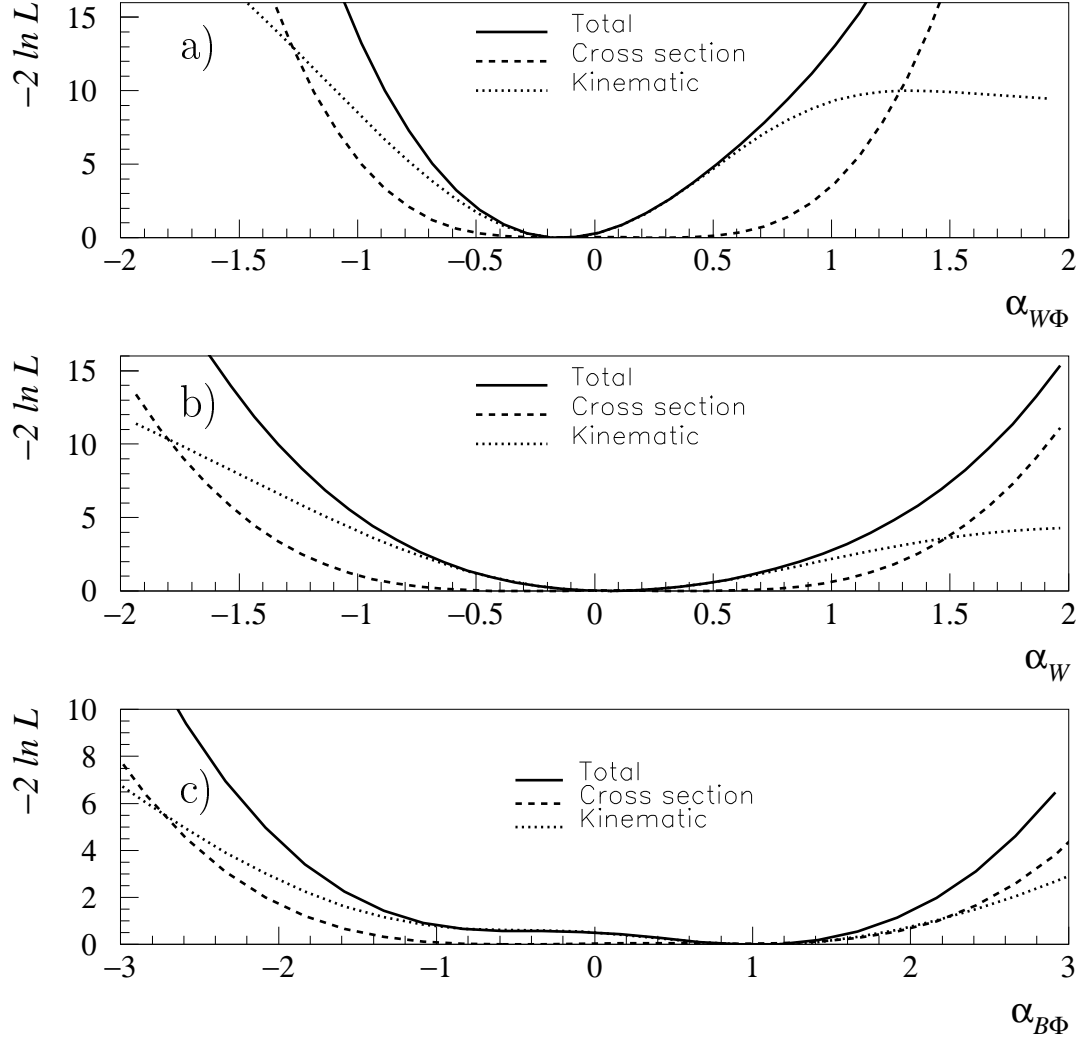 −2 ln L
15
10
5
0
a)
Total
Cross section
Kinematic
−2 −1.5 −1 −0.5 0 0.5 1 1.5 2
α_WΦ
−2 ln L
15
10
5
0
b)
Total
Cross section
Kinematic
−2 −1.5 −1 −0.5 0 0.5 1 1.5 2
α_W
−2 ln L
10
8
6
4
2
0
c)
Total
Cross section
Kinematic
−3 −2 −1 0 1 2 3
α_BΦ